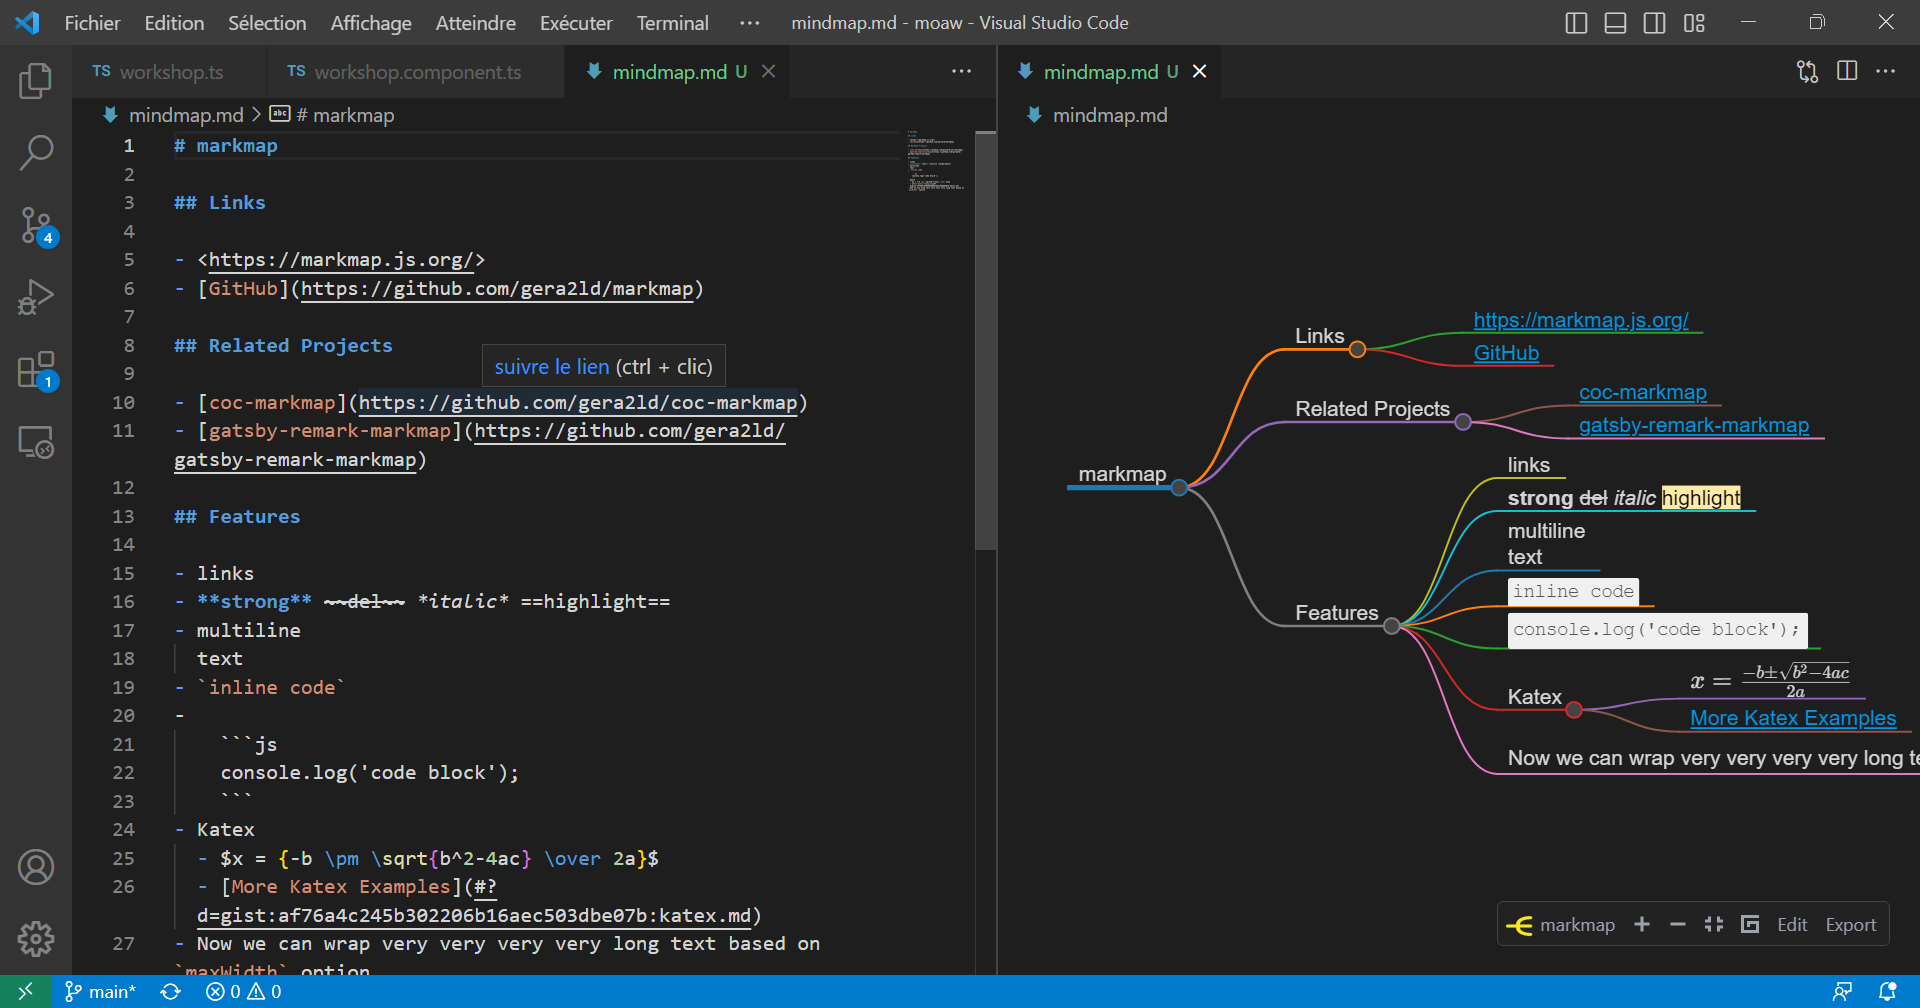 Fichier Edition Sélection Affichage Atteindre Exécuter Terminal ··· mindmap.md - moaw - Visual Studio Code
TS workshop.ts TS workshop.component.ts mindmap.md U
mindmap.md > abc # markmap
1 # markmap
2
3 ## Links
4
5 - <https://markmap.js.org/>
6 - [GitHub](https://github.com/gera2ld/markmap)
7
8 ## Related Projects
suivre le lien (ctrl + clic)
9
10 - [coc-markmap](https://github.com/gera2ld/coc-markmap)
11 - [gatsby-remark-markmap](https://github.com/gera2ld/
gatsby-remark-markmap)
12
13 ## Features
14
15 - links
16 - **strong** ~~del~~ *italic* ==highlight==
17 - multiline
18 text
19 - `inline code`
20 -
21 ```js
22 console.log('code block');
23 ```
24 - Katex
25 - $x = {-b \pm \sqrt{b^2-4ac} \over 2a}$
26 - [More Katex Examples](#?
d=gist:af76a4c245b302206b16aec503dbe07b:katex.md)
27 - Now we can wrap very very very very long text based on
`maxWidth` option
4
1
mindmap.md U
mindmap.md
markmap
Links
https://markmap.js.org/
GitHub
Related Projects
coc-markmap
gatsby-remark-markmap
Features
links
strong del italic highlight
multiline
text
inline code
console.log('code block');
Katex
x = −b±√b²−4ac / 2a
More Katex Examples
Now we can wrap very very very very long te
markmap + − Edit Export
main* 0 0